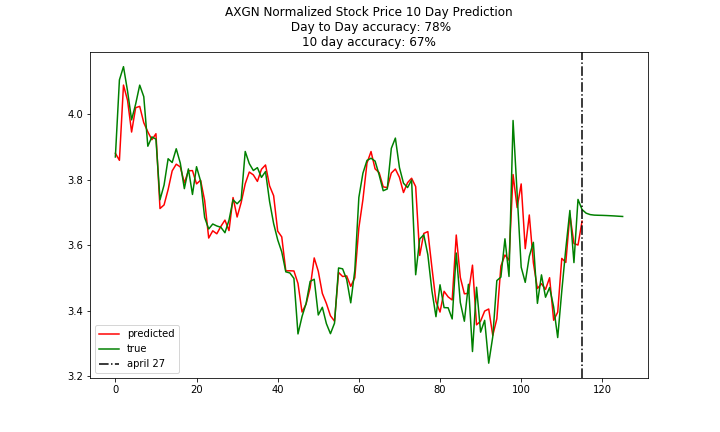 AXGN Normalized Stock Price 10 Day Prediction
Day to Day accuracy: 78%
10 day accuracy: 67%
4.0
3.8
3.6
3.4
3.2
predicted
true
april 27
0 20 40 60 80 100 120